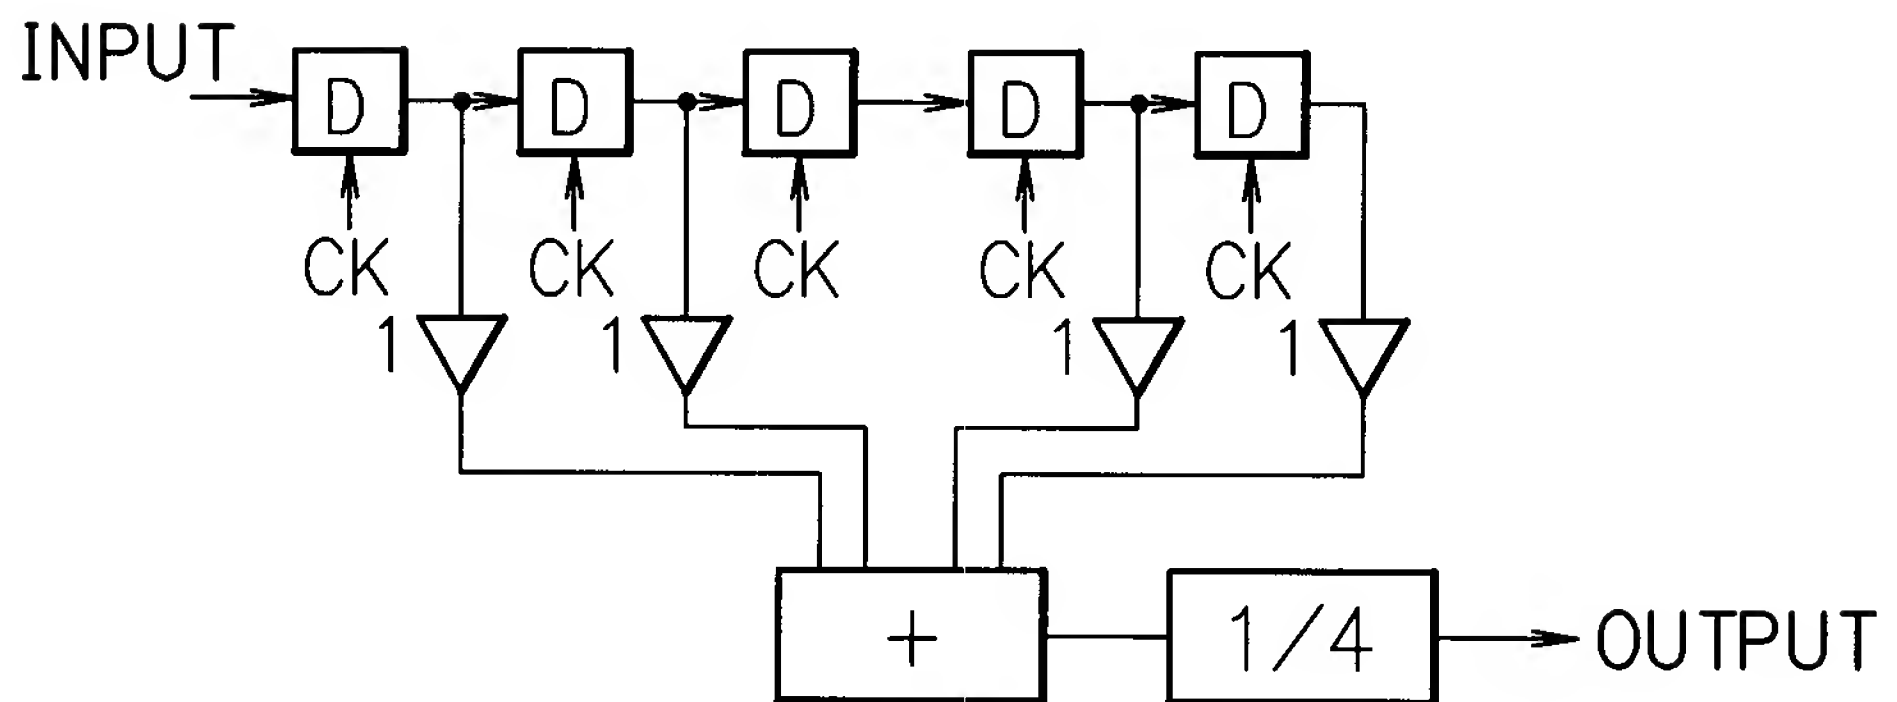 INPUT
D D D D D
CK CK CK CK CK
1 1 1 1
+ 1/4 OUTPUT